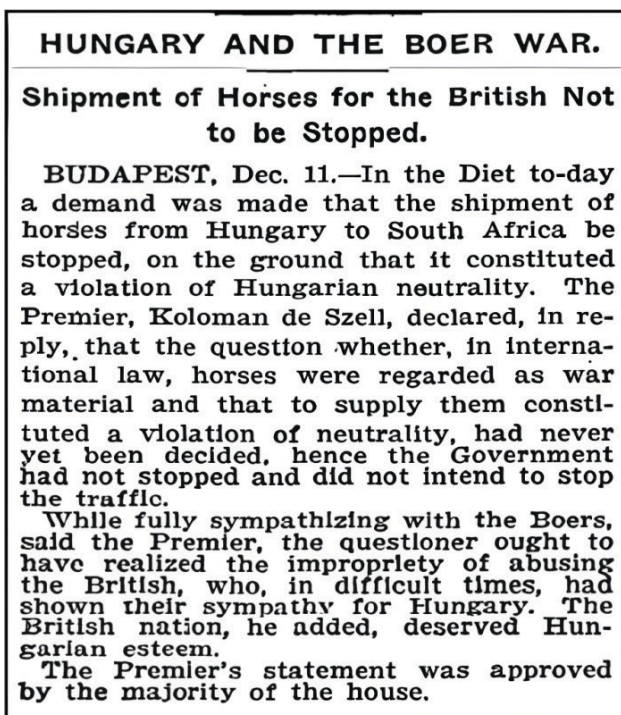 HUNGARY AND THE BOER WAR.
Shipment of Horses for the British Not
to be Stopped.
BUDAPEST, Dec. 11.—In the Diet to-day
a demand was made that the shipment of
horses from Hungary to South Africa be
stopped, on the ground that it constituted
a violation of Hungarian neutrality. The
Premier, Koloman de Szell, declared, in re-
ply, that the question whether, in interna-
tional law, horses were regarded as war
material and that to supply them consti-
tuted a violation of neutrality, had never
yet been decided, hence the Government
had not stopped and did not intend to stop
the traffic.
While fully sympathizing with the Boers,
said the Premier, the questioner ought to
have realized the impropriety of abusing
the British, who, in difficult times, had
shown their sympathy for Hungary. The
British nation, he added, deserved Hun-
garian esteem.
The Premier's statement was approved
by the majority of the house.